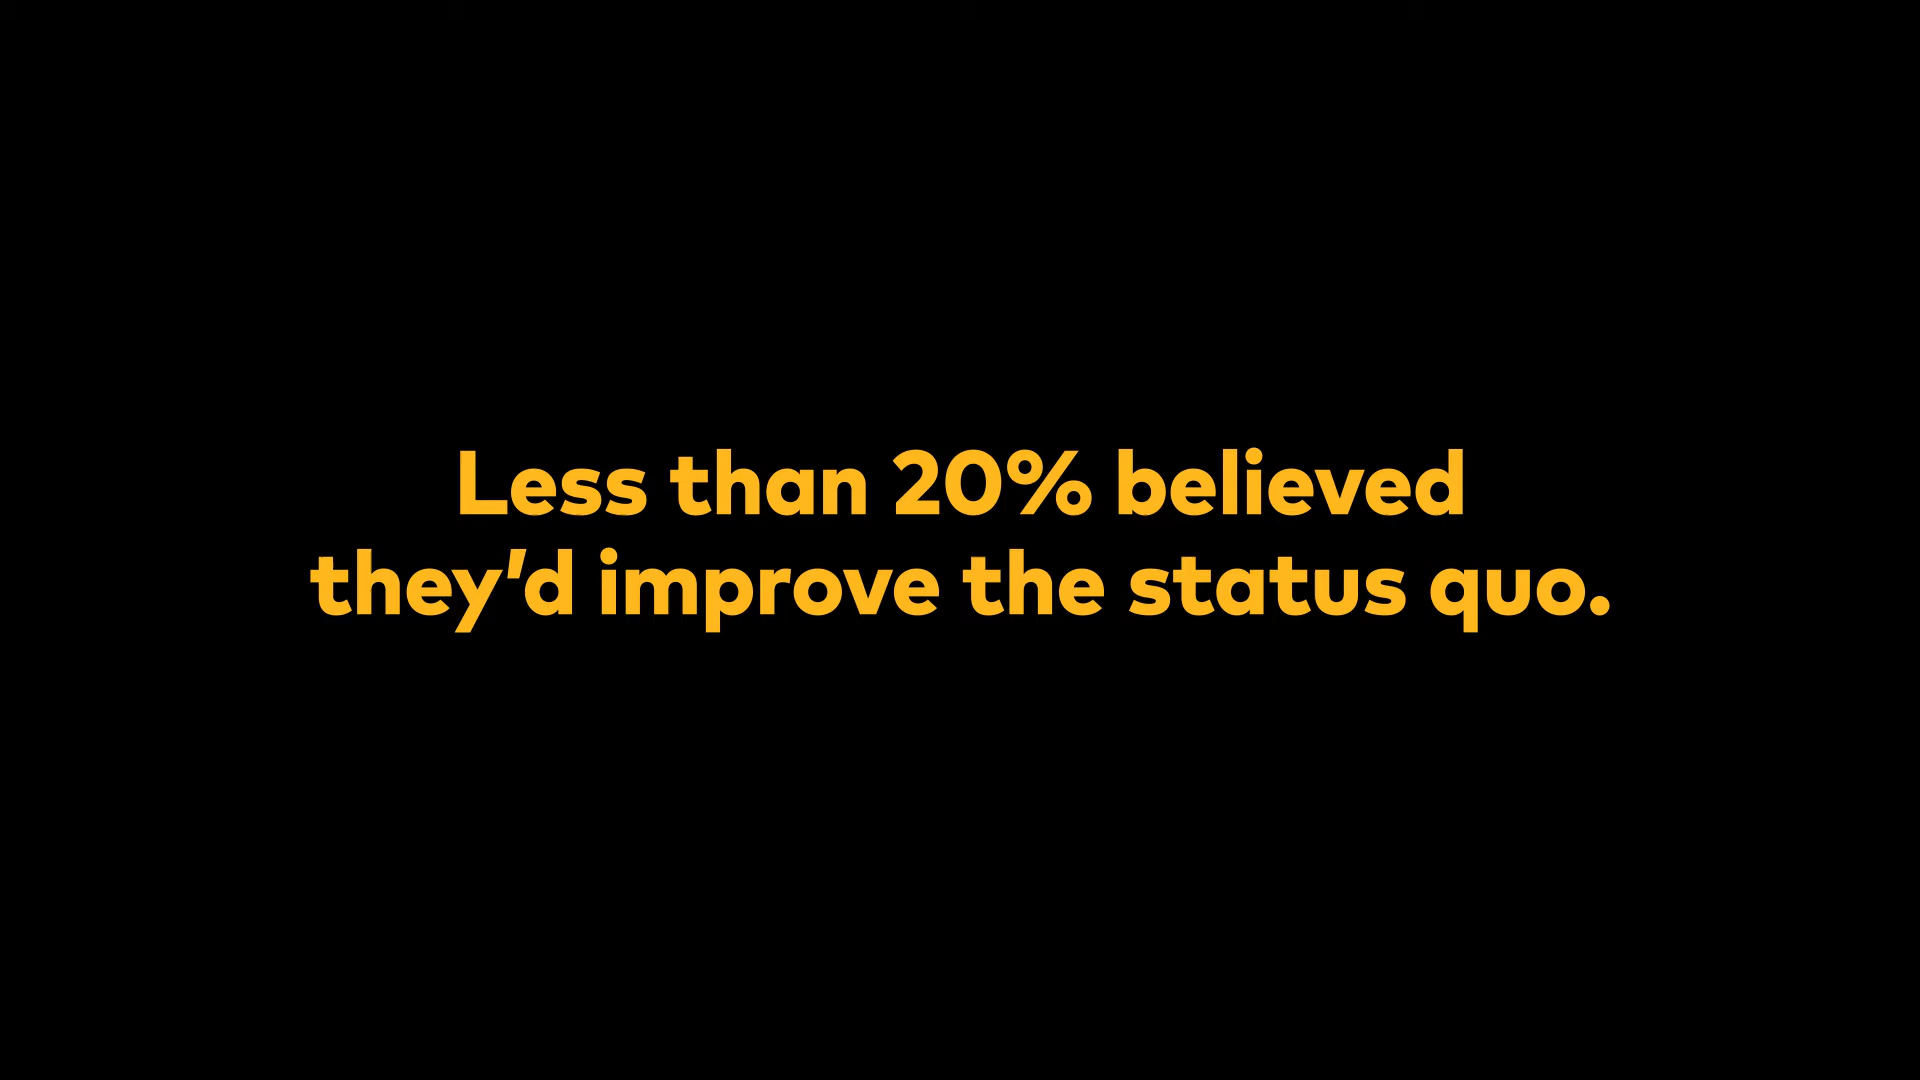 Less than 20% believed
they’d improve the status quo.